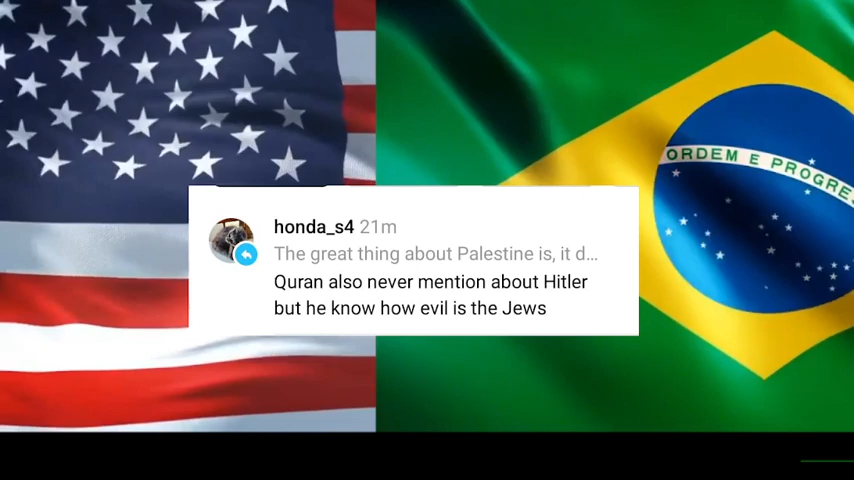 ORDEM E PROGRES
honda_s4 21m
The great thing about Palestine is, it d...
Quran also never mention about Hitler
but he know how evil is the Jews